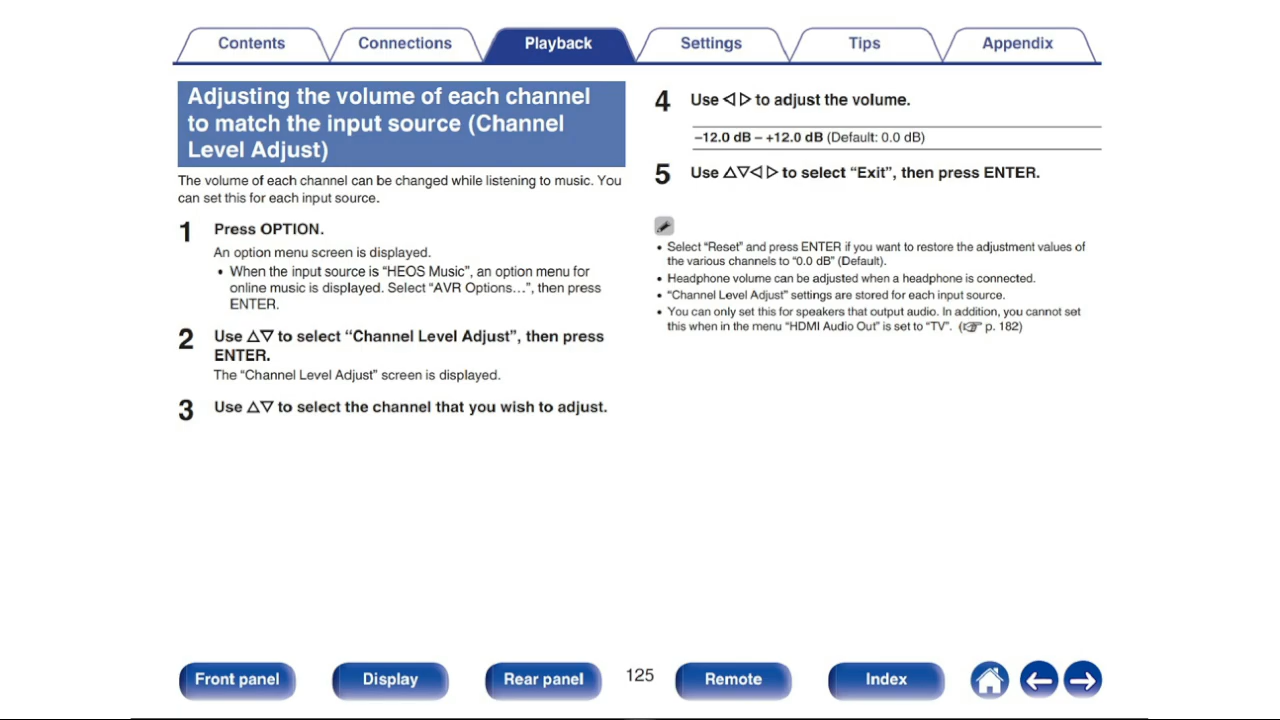 Contents
Connections
Playback
Settings
Tips
Appendix
Adjusting the volume of each channel
to match the input source (Channel
Level Adjust)
The volume of each channel can be changed while listening to music. You
can set this for each input source.
1 Press OPTION.
An option menu screen is displayed.
• When the input source is “HEOS Music”, an option menu for
online music is displayed. Select “AVR Options…”, then press
ENTER.
2 Use △▽ to select “Channel Level Adjust”, then press
ENTER.
The “Channel Level Adjust” screen is displayed.
3 Use △▽ to select the channel that you wish to adjust.
4 Use ◁ ▷ to adjust the volume.
–12.0 dB – +12.0 dB (Default: 0.0 dB)
5 Use △▽◁ ▷ to select “Exit”, then press ENTER.
• Select “Reset” and press ENTER if you want to restore the adjustment values of
the various channels to “0.0 dB” (Default).
• Headphone volume can be adjusted when a headphone is connected.
• “Channel Level Adjust” settings are stored for each input source.
• You can only set this for speakers that output audio. In addition, you cannot set
this when in the menu “HDMI Audio Out” is set to “TV”. (☞ p. 182)
Front panel
Display
Rear panel
125
Remote
Index